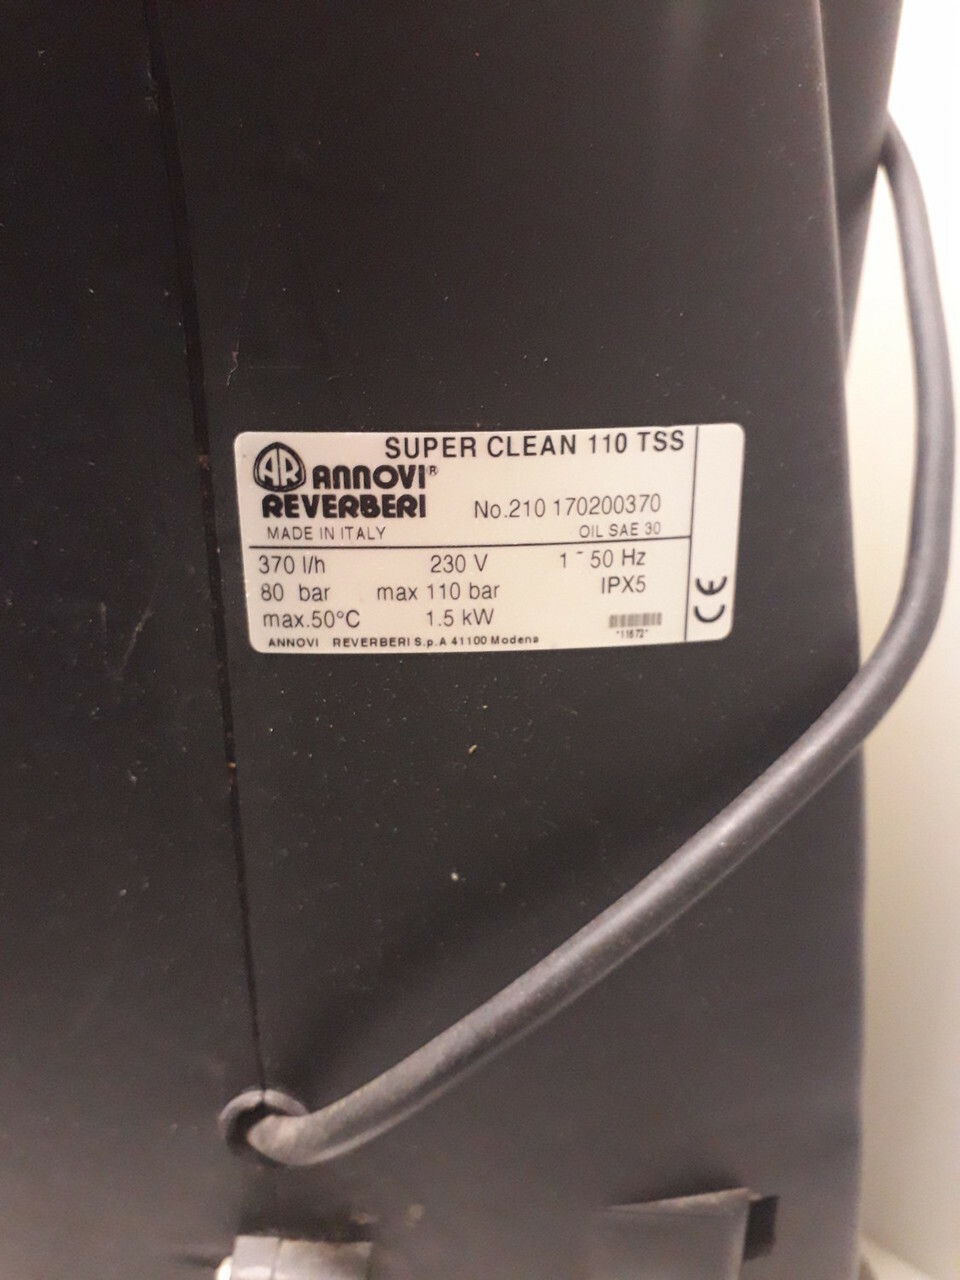 SUPER CLEAN 110 TSS
AR ANNOVI®
REVERBERI
No.210 170200370
MADE IN ITALY
OIL SAE 30
370 l/h 230 V 1~50 Hz
80 bar max 110 bar IPX5
max.50°C 1.5 kW
*11672*
ANNOVI REVERBERI S.p.A 41100 Modena
CE